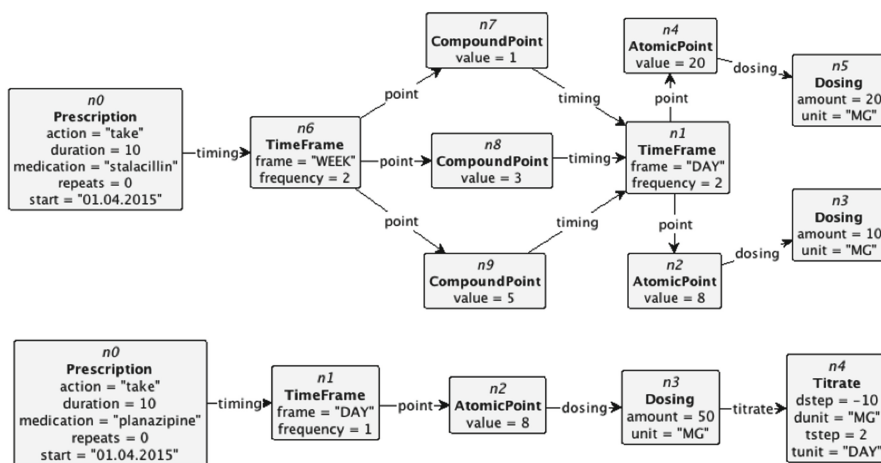 n0
Prescription
action = "take"
duration = 10
medication = "stalacillin"
repeats = 0
start = "01.04.2015"
timing
n6
TimeFrame
frame = "WEEK"
frequency = 2
point
point
point
n7
CompoundPoint
value = 1
n8
CompoundPoint
value = 3
n9
CompoundPoint
value = 5
timing
timing
timing
n1
TimeFrame
frame = "DAY"
frequency = 2
point
point
n4
AtomicPoint
value = 20
dosing
n5
Dosing
amount = 20
unit = "MG"
n2
AtomicPoint
value = 8
dosing
n3
Dosing
amount = 10
unit = "MG"
n0
Prescription
action = "take"
duration = 10
medication = "planazipine"
repeats = 0
start = "01.04.2015"
timing
n1
TimeFrame
frame = "DAY"
frequency = 1
point
n2
AtomicPoint
value = 8
dosing
n3
Dosing
amount = 50
unit = "MG"
titrate
n4
Titrate
dstep = -10
dunit = "MG"
tstep = 2
tunit = "DAY"